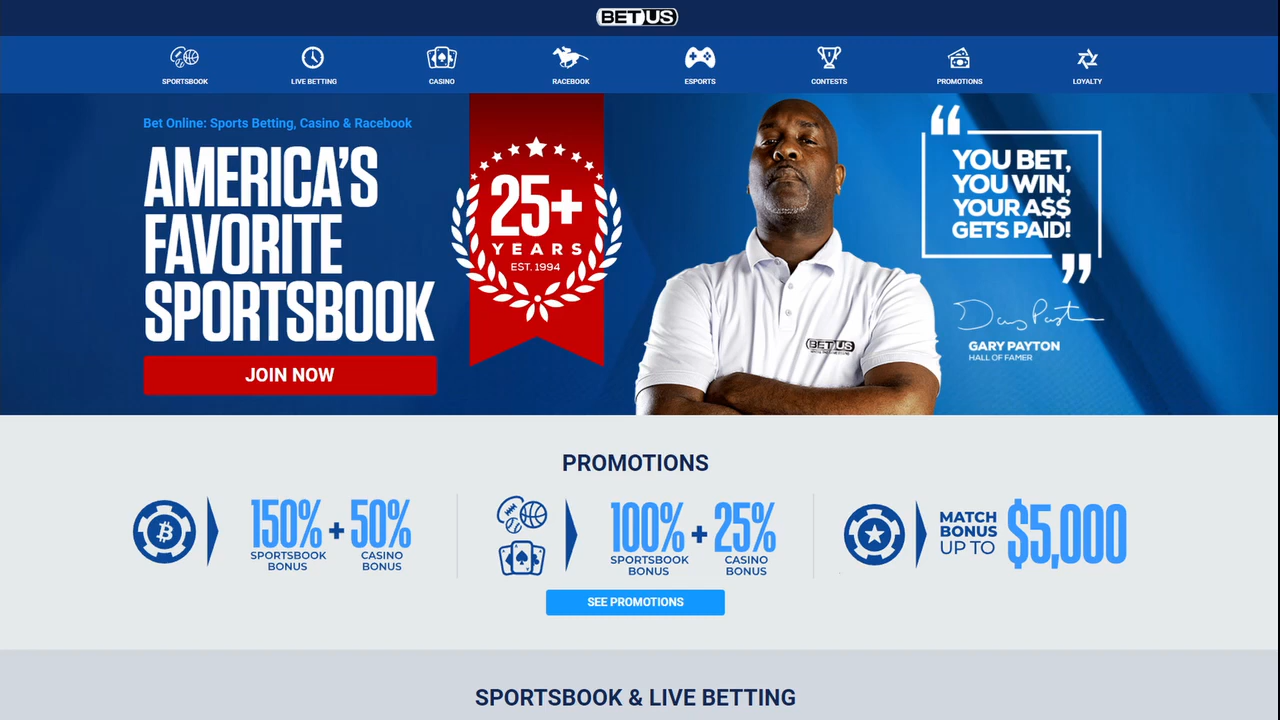 BETUS
SPORTSBOOK
LIVE BETTING
CASINO
RACEBOOK
ESPORTS
CONTESTS
PROMOTIONS
LOYALTY
Bet Online: Sports Betting, Casino & Racebook
AMERICA'S
FAVORITE
SPORTSBOOK
JOIN NOW
25+
YEARS
EST. 1994
BETUS
“
YOU BET,
YOU WIN,
YOUR A$$
GETS PAID!
”
Gary Payton
GARY PAYTON
HALL OF FAMER
PROMOTIONS
150% + 50%
SPORTSBOOK BONUS
CASINO BONUS
100% + 25%
SPORTSBOOK BONUS
CASINO BONUS
MATCH
BONUS
UP TO
$5,000
SEE PROMOTIONS
SPORTSBOOK & LIVE BETTING